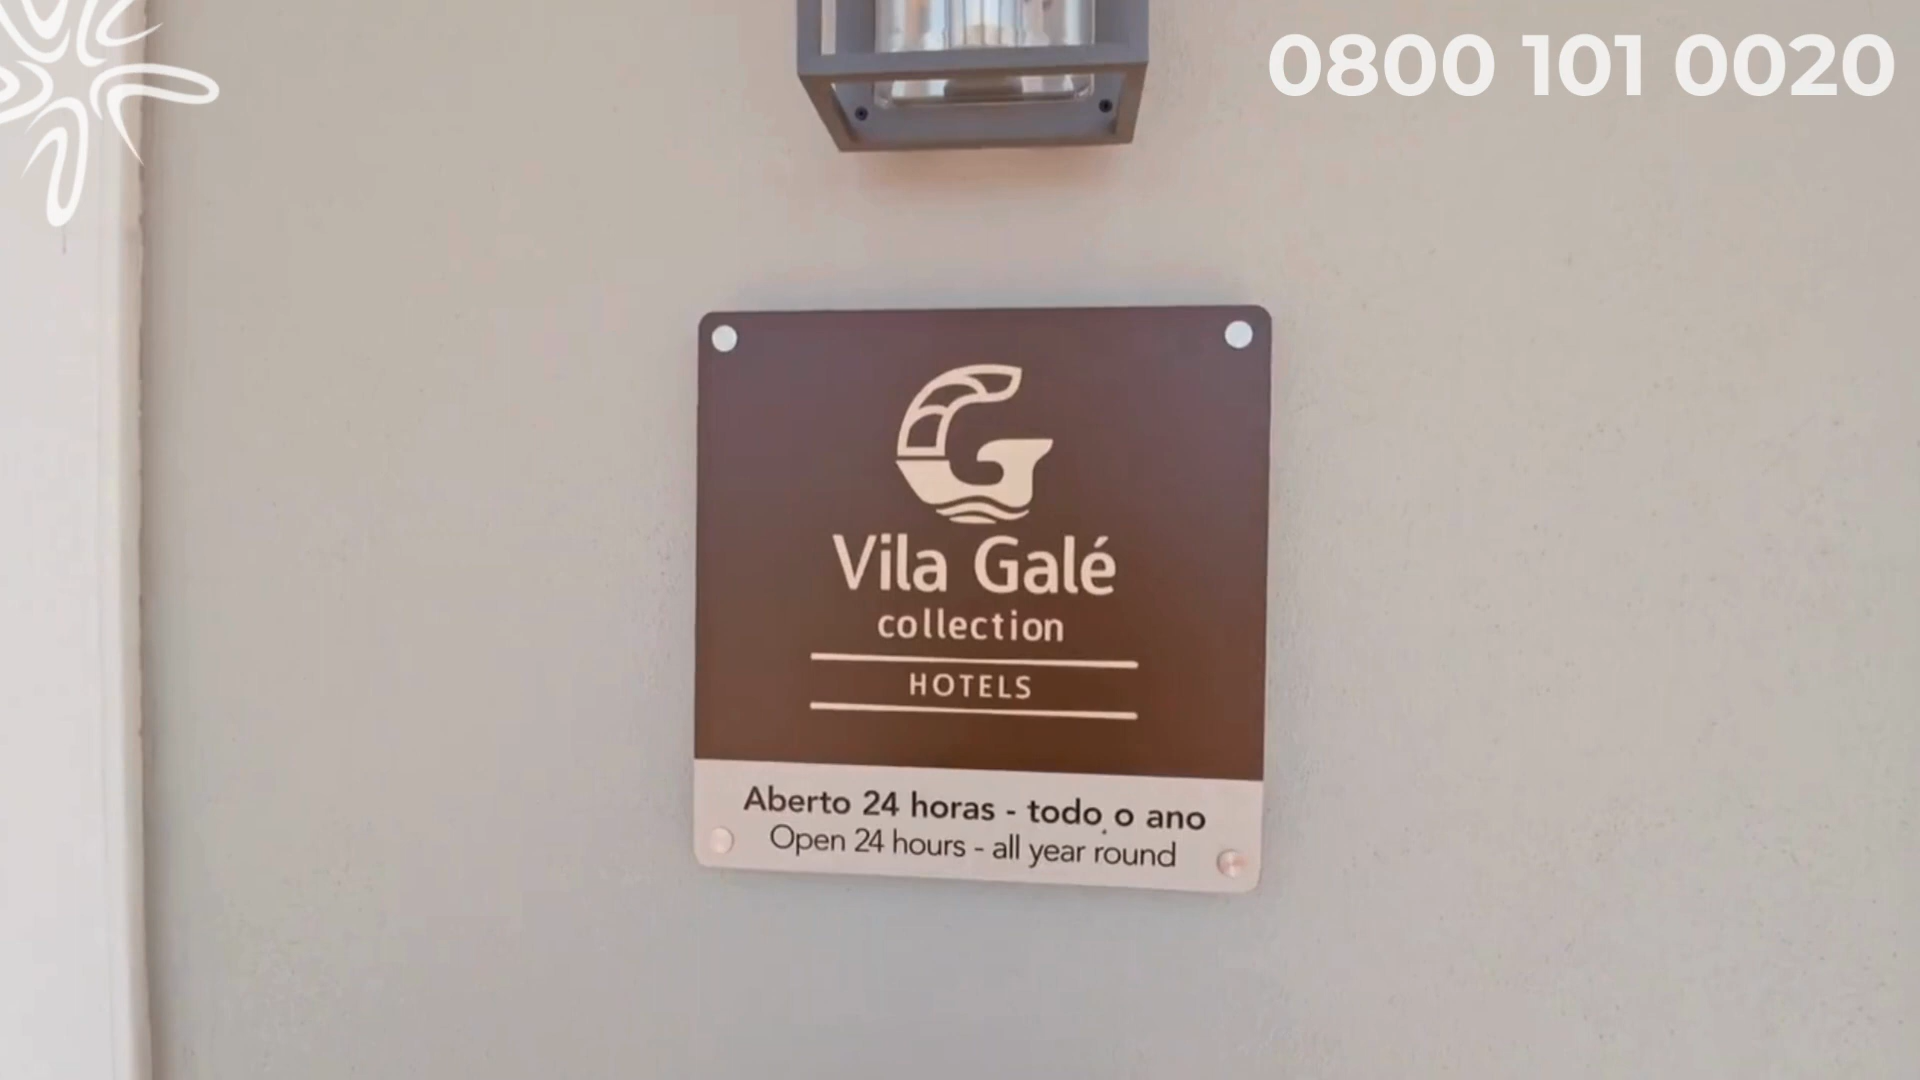 0800 101 0020
Vila Galé
collection
HOTELS
Aberto 24 horas - todo o ano
Open 24 hours - all year round